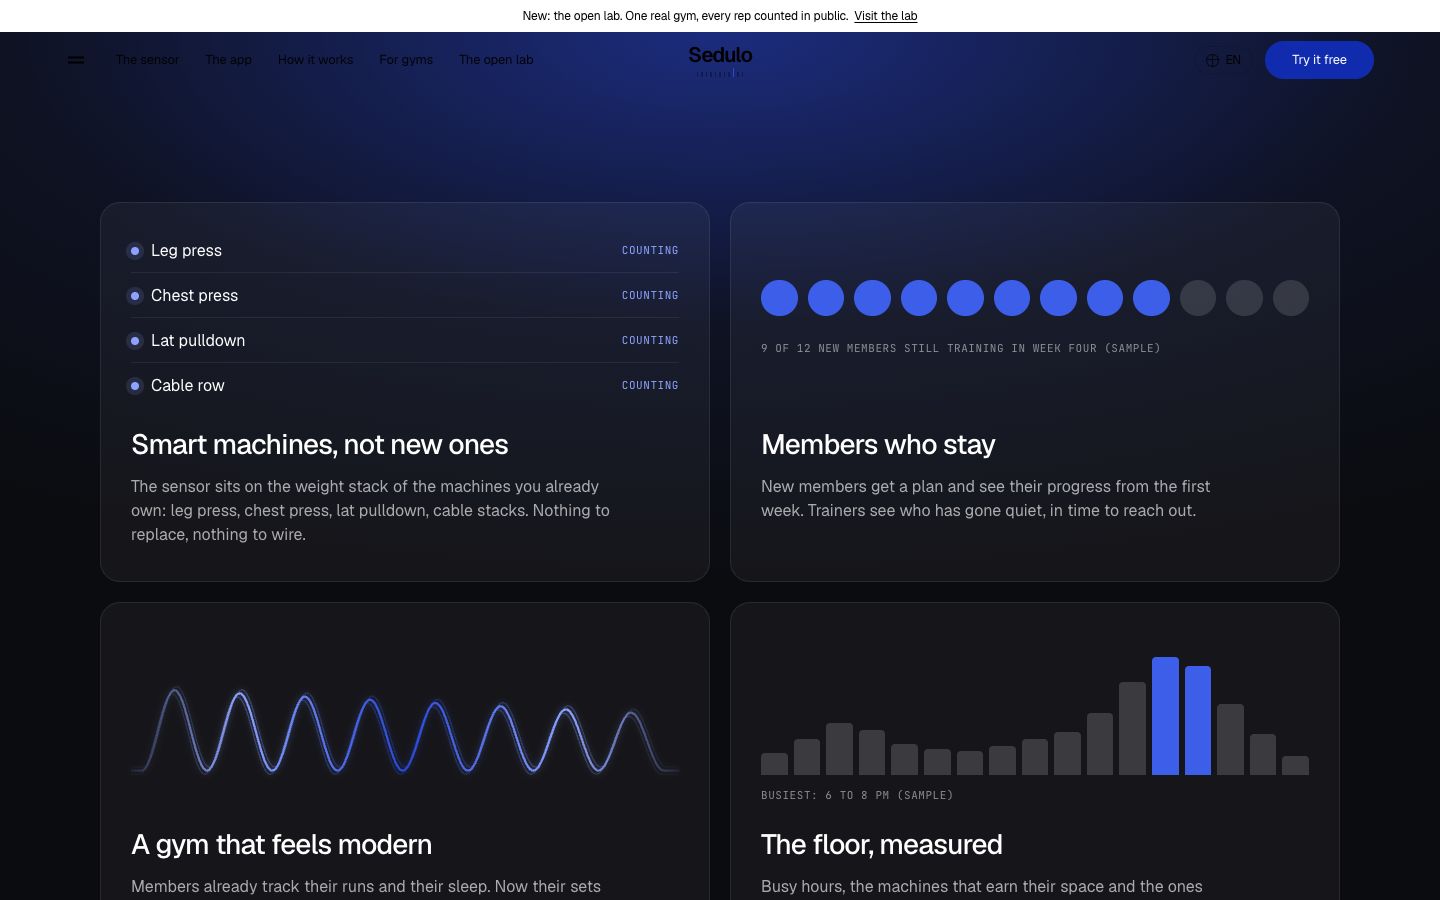 New: the open lab. One real gym, every rep counted in public. Visit the lab
The sensor
The app
How it works
For gyms
The open lab
Sedulo
EN
Try it free
Leg press
COUNTING
Chest press
COUNTING
Lat pulldown
COUNTING
Cable row
COUNTING
Smart machines, not new ones
The sensor sits on the weight stack of the machines you already
own: leg press, chest press, lat pulldown, cable stacks. Nothing to
replace, nothing to wire.
9 OF 12 NEW MEMBERS STILL TRAINING IN WEEK FOUR (SAMPLE)
Members who stay
New members get a plan and see their progress from the first
week. Trainers see who has gone quiet, in time to reach out.
A gym that feels modern
Members already track their runs and their sleep. Now their sets
BUSIEST: 6 TO 8 PM (SAMPLE)
The floor, measured
Busy hours, the machines that earn their space and the ones